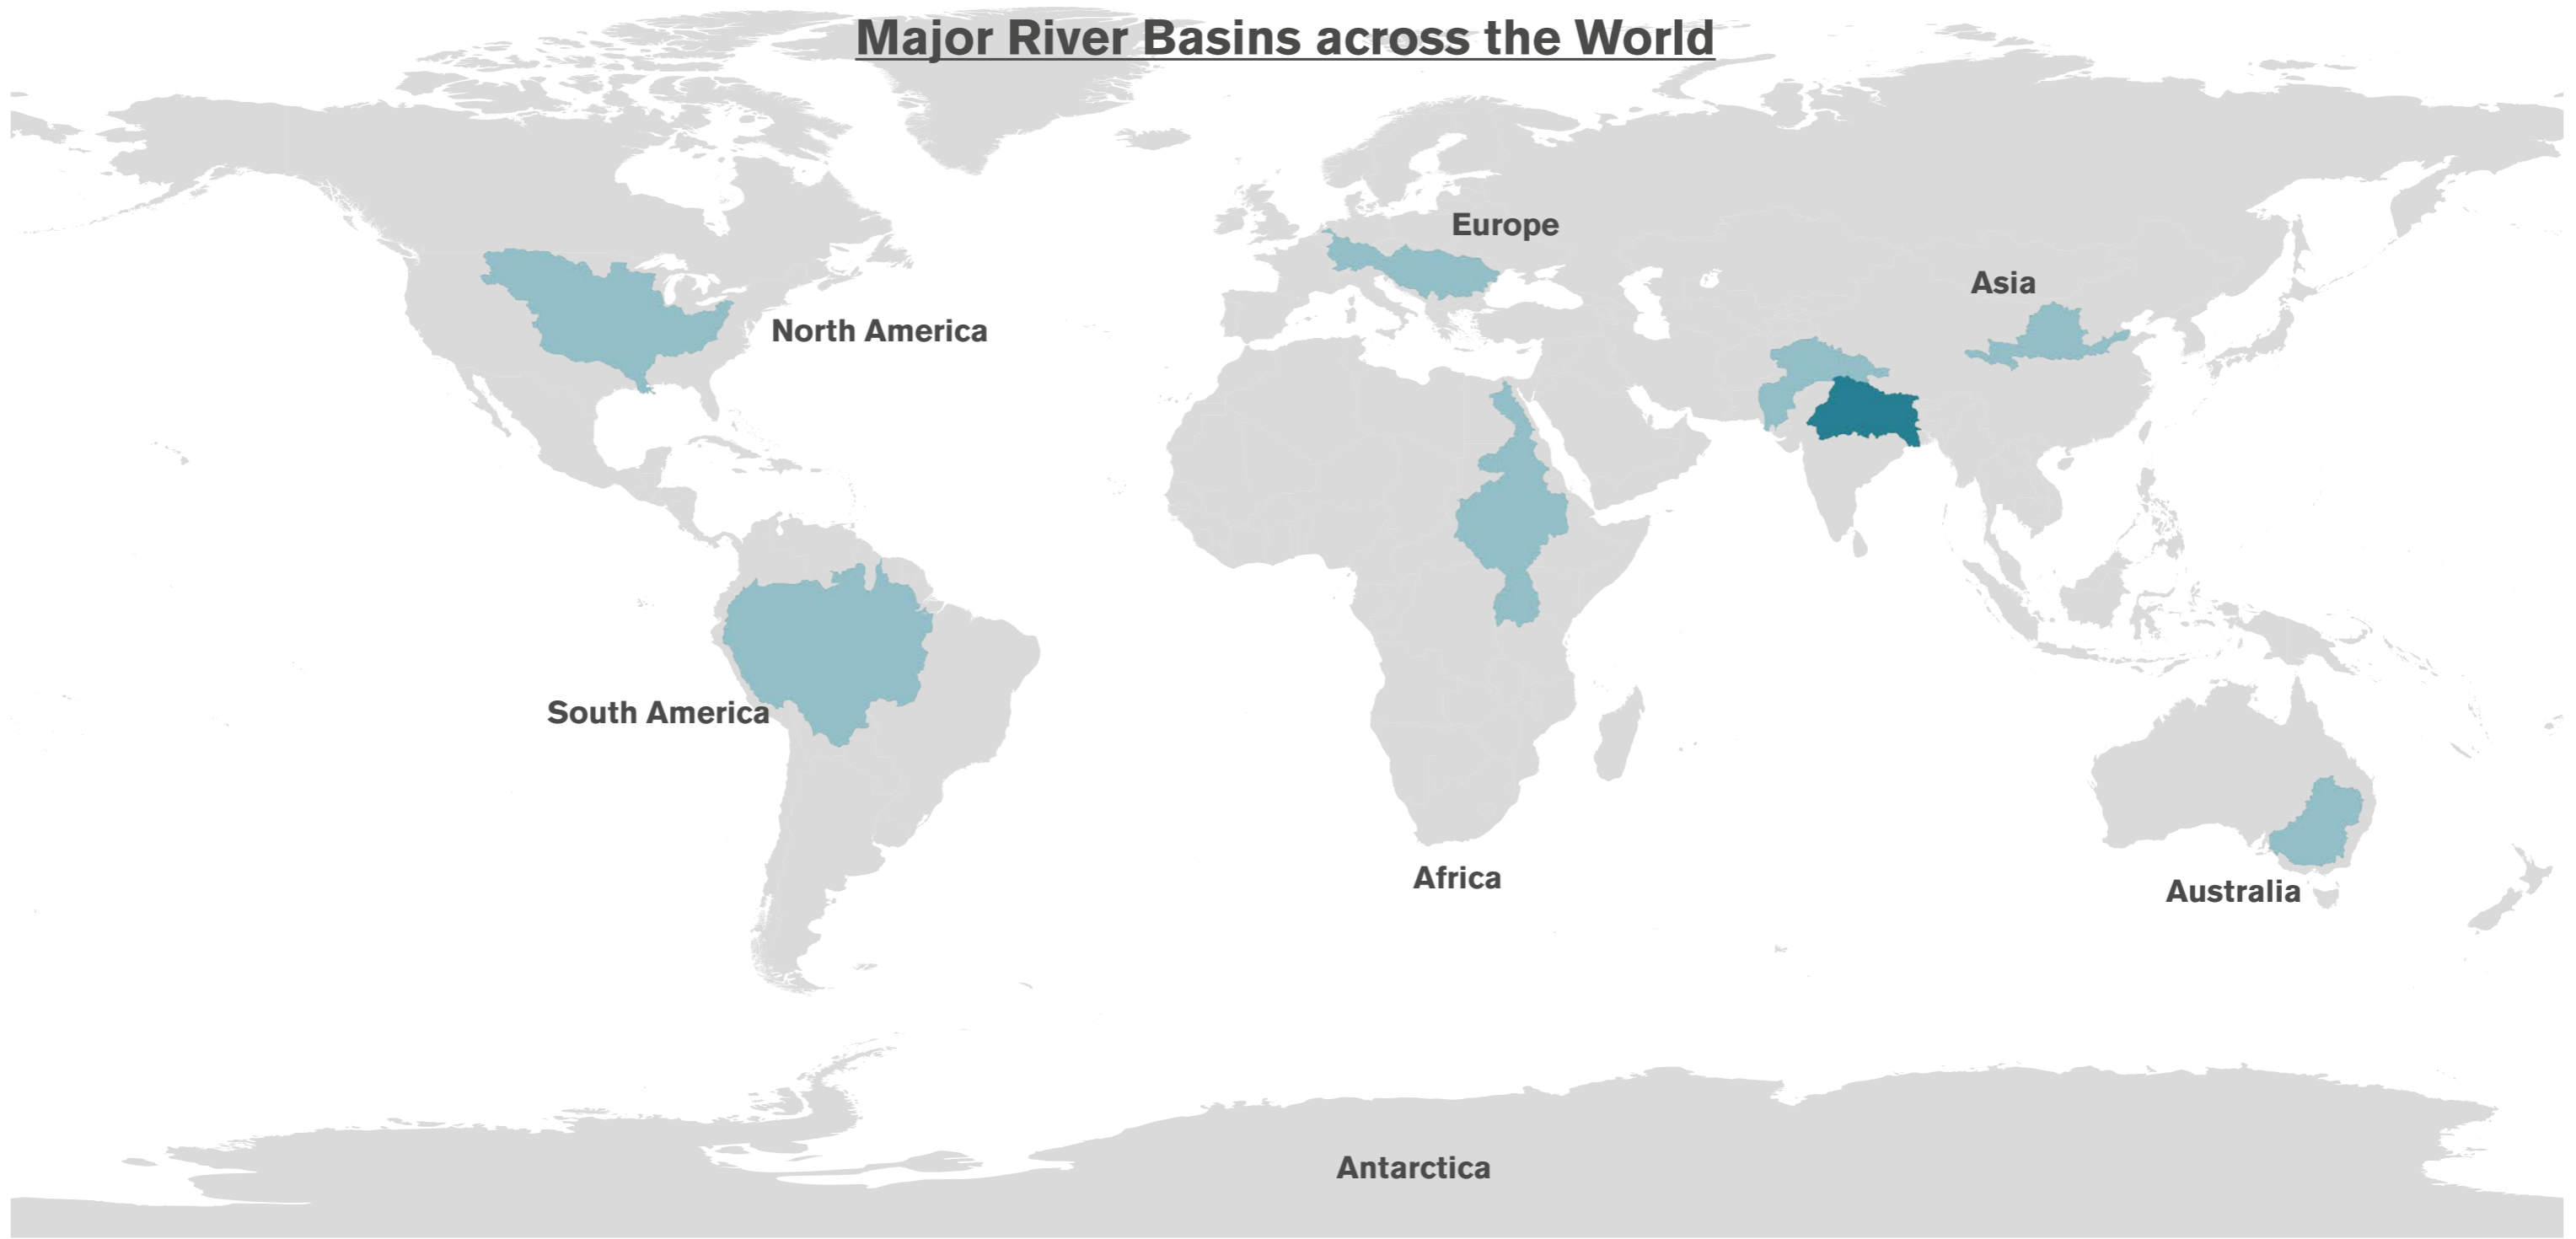 Major River Basins across the World
Europe
Asia
North America
South America
Africa
Australia
Antarctica